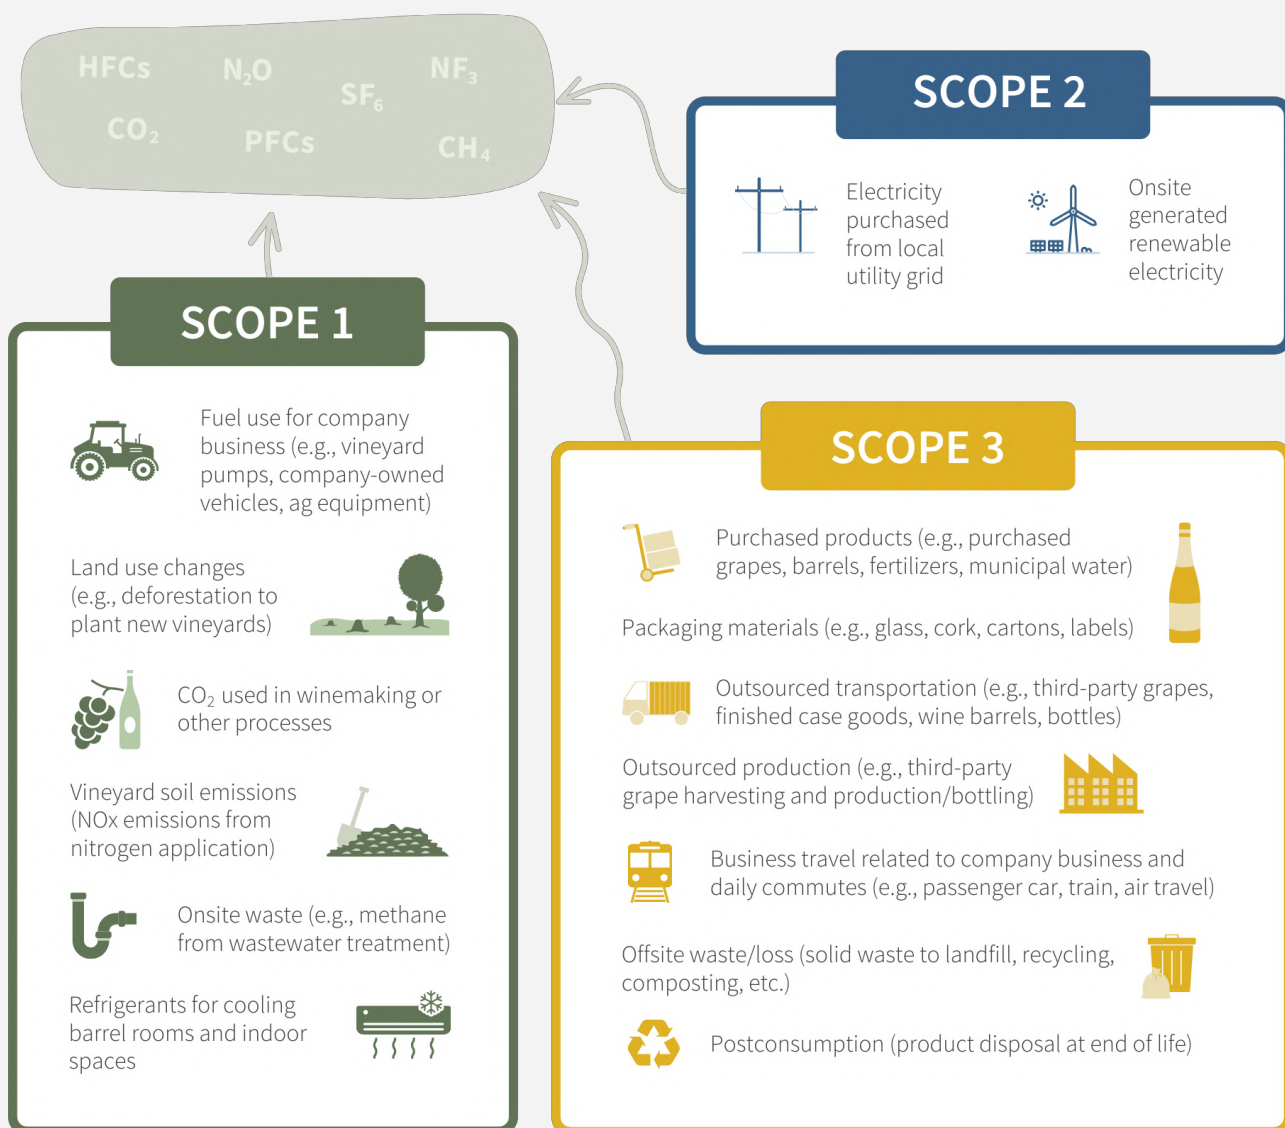 HFCs
N₂O
SF₆
NF₃
CO₂
PFCs
CH₄
SCOPE 2
Electricity
purchased
from local
utility grid
Onsite
generated
renewable
electricity
SCOPE 1
Fuel use for company
business (e.g., vineyard
pumps, company-owned
vehicles, ag equipment)
Land use changes
(e.g., deforestation to
plant new vineyards)
CO₂ used in winemaking or
other processes
Vineyard soil emissions
(NOx emissions from
nitrogen application)
Onsite waste (e.g., methane
from wastewater treatment)
Refrigerants for cooling
barrel rooms and indoor
spaces
SCOPE 3
Purchased products (e.g., purchased
grapes, barrels, fertilizers, municipal water)
Packaging materials (e.g., glass, cork, cartons, labels)
Outsourced transportation (e.g., third-party grapes,
finished case goods, wine barrels, bottles)
Outsourced production (e.g., third-party
grape harvesting and production/bottling)
Business travel related to company business and
daily commutes (e.g., passenger car, train, air travel)
Offsite waste/loss (solid waste to landfill, recycling,
composting, etc.)
Postconsumption (product disposal at end of life)